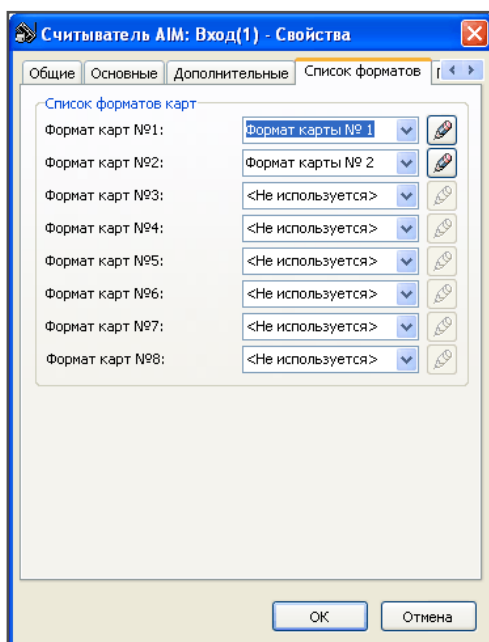 Считыватель AIM: Вход(1) - Свойства
Общие Основные Дополнительные Список форматов
Список форматов карт
Формат карт №1: Формат карты № 1
Формат карт №2: Формат карты № 2
Формат карт №3: <Не используется>
Формат карт №4: <Не используется>
Формат карт №5: <Не используется>
Формат карт №6: <Не используется>
Формат карт №7: <Не используется>
Формат карт №8: <Не используется>
ОК Отмена